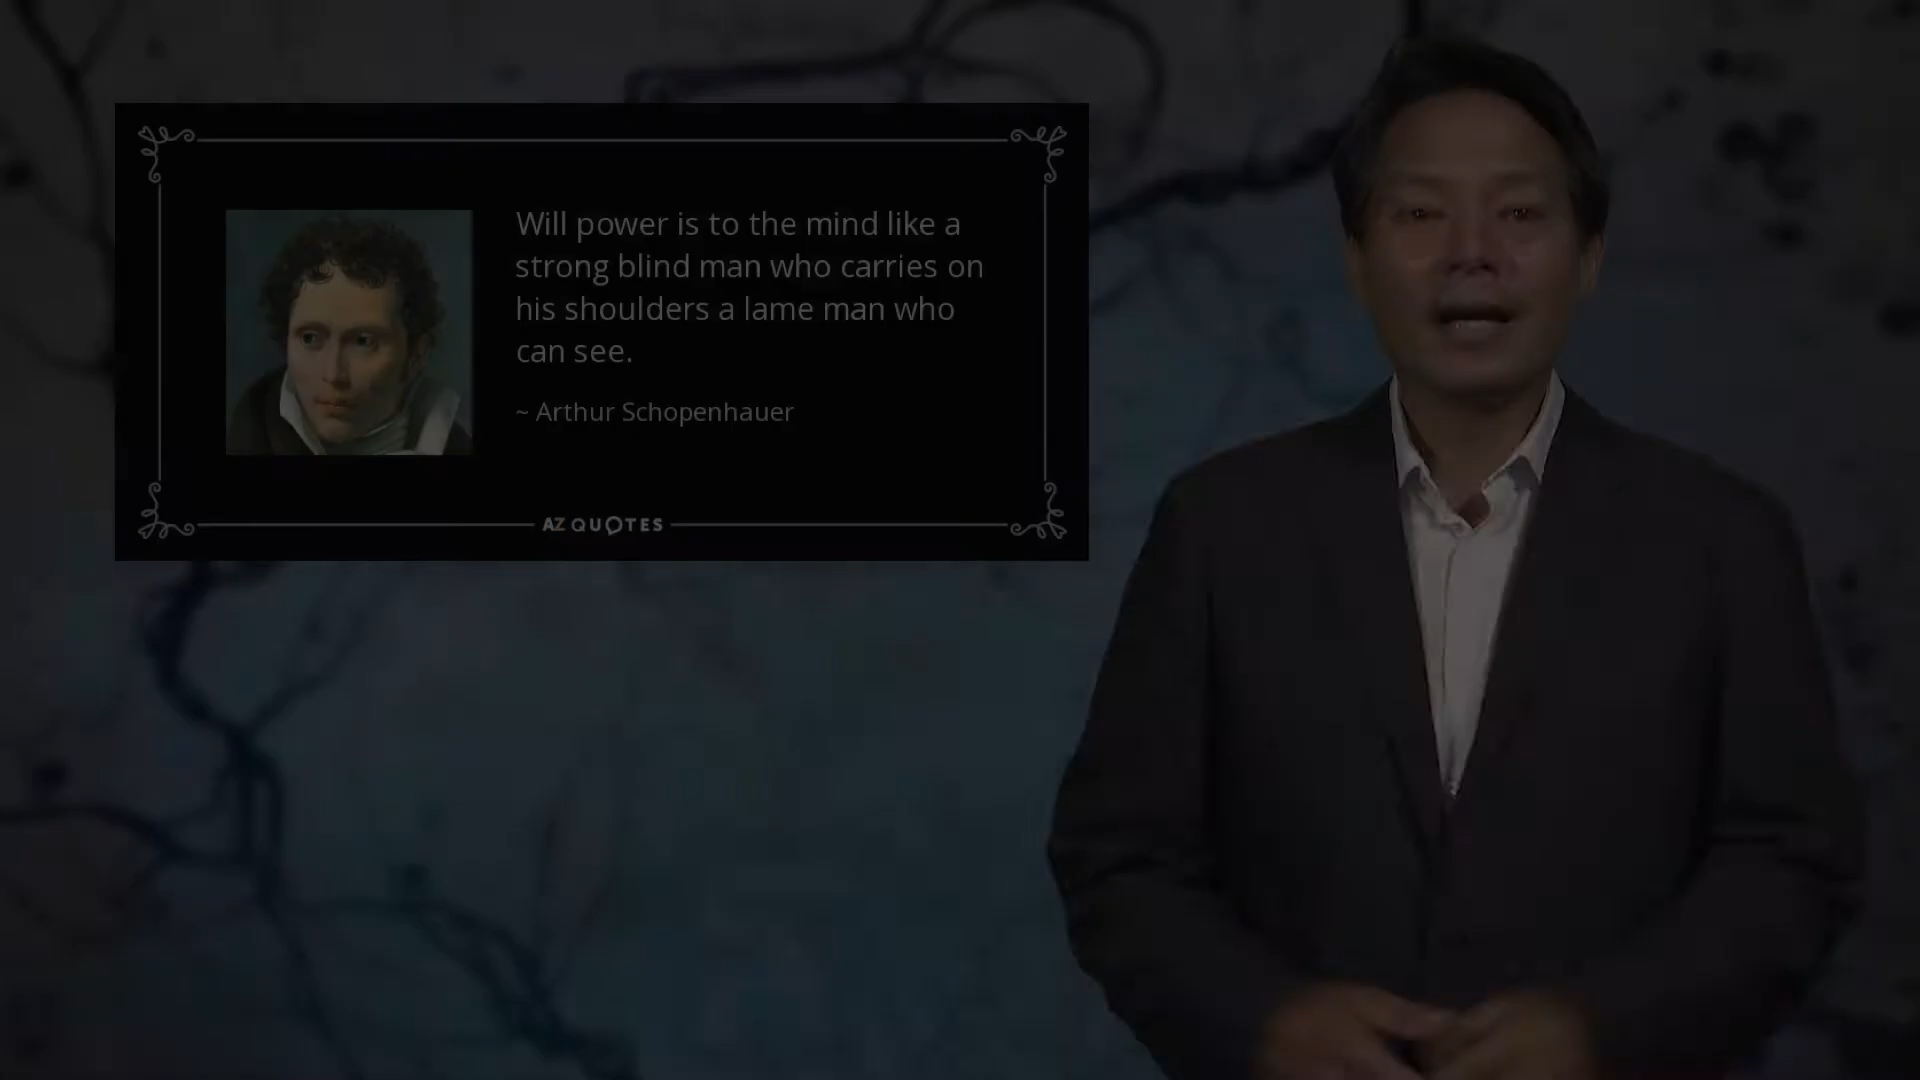 Will power is to the mind like a
strong blind man who carries on
his shoulders a lame man who
can see.
~ Arthur Schopenhauer
AZ QUOTES